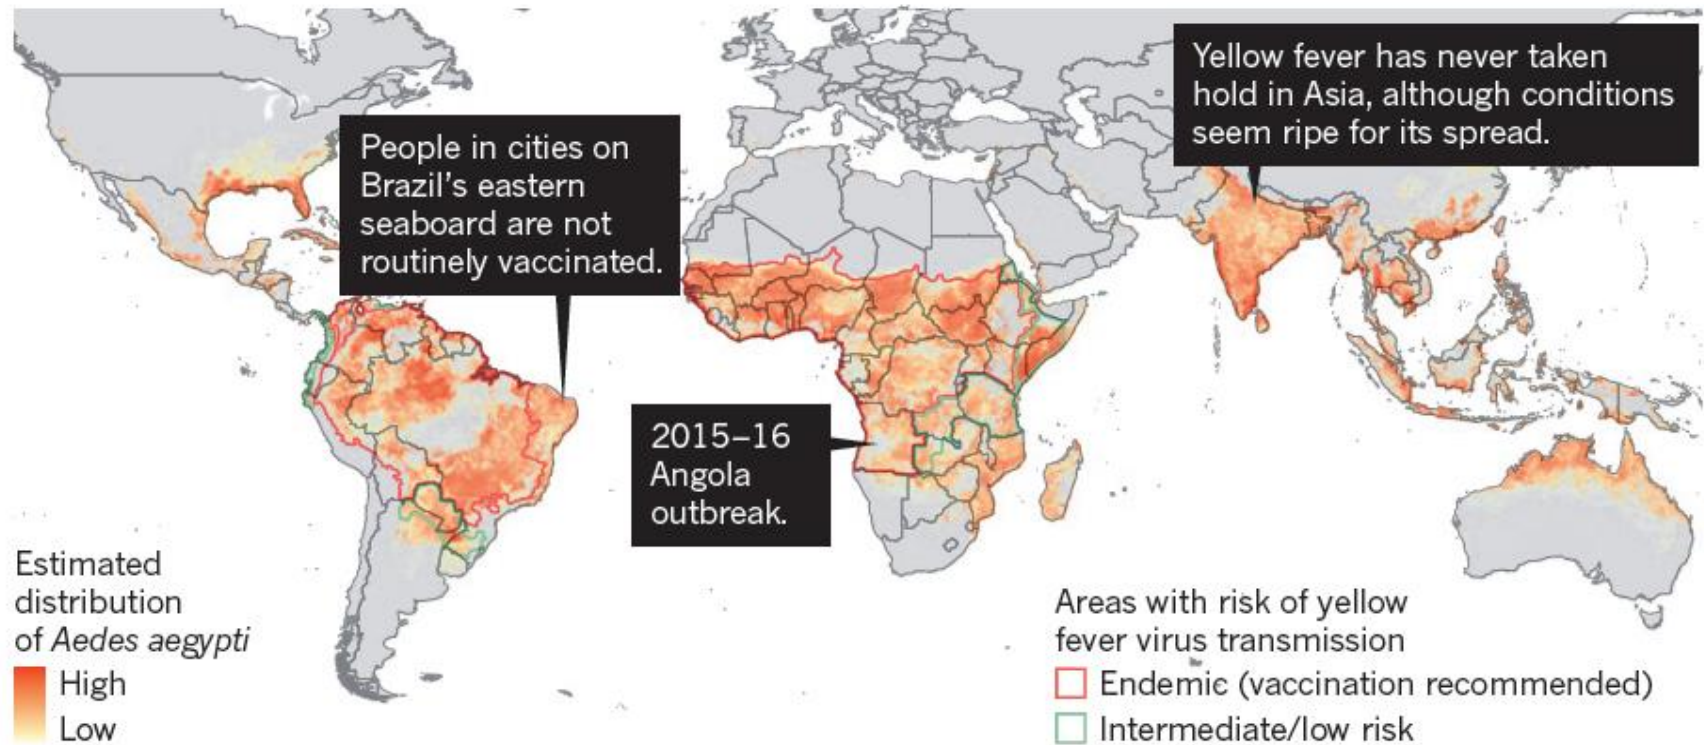 People in cities on
Brazil’s eastern
seaboard are not
routinely vaccinated.
Yellow fever has never taken
hold in Asia, although conditions
seem ripe for its spread.
2015–16
Angola
outbreak.
Estimated
distribution
of Aedes aegypti
High
Low
Areas with risk of yellow
fever virus transmission
Endemic (vaccination recommended)
Intermediate/low risk